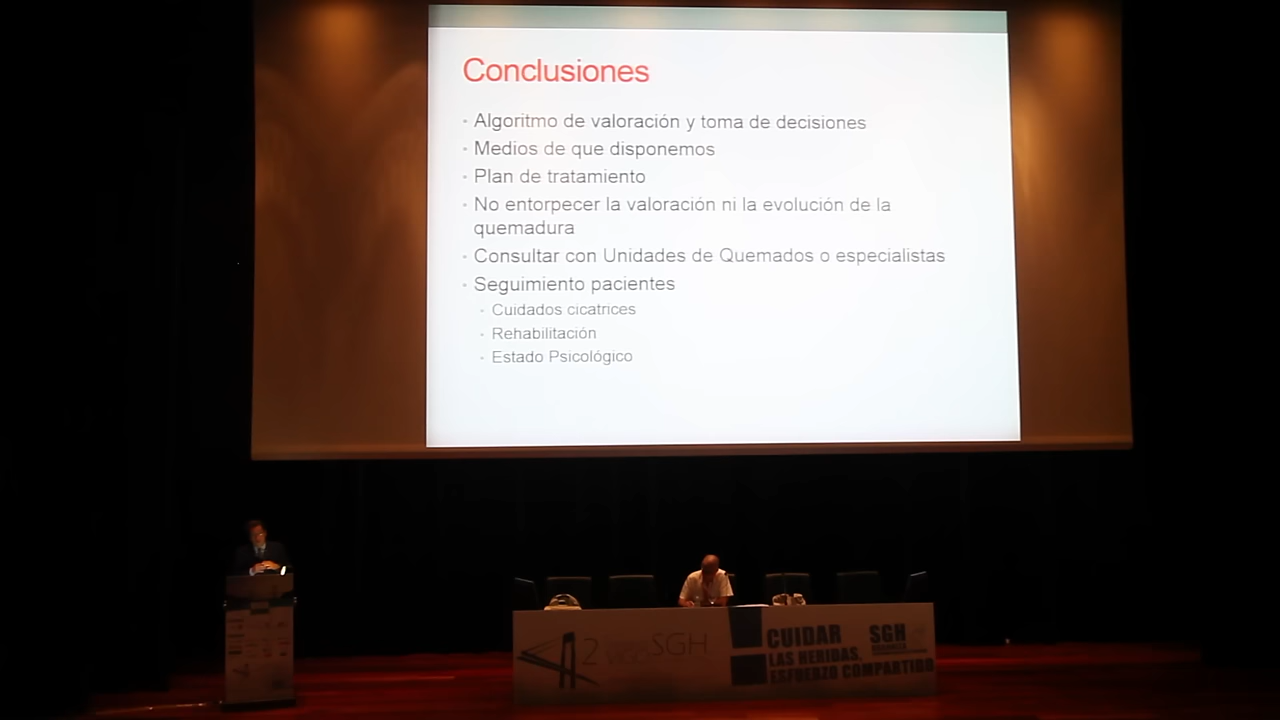 Conclusiones
• Algoritmo de valoración y toma de decisiones
• Medios de que disponemos
• Plan de tratamiento
• No entorpecer la valoración ni la evolución de la
quemadura
• Consultar con Unidades de Quemados o especialistas
• Seguimiento pacientes
• Cuidados cicatrices
• Rehabilitación
• Estado Psicológico
2 SGH
CUIDAR
LAS HERIDAS,
ESFUERZO COMPARTIDO
SGH